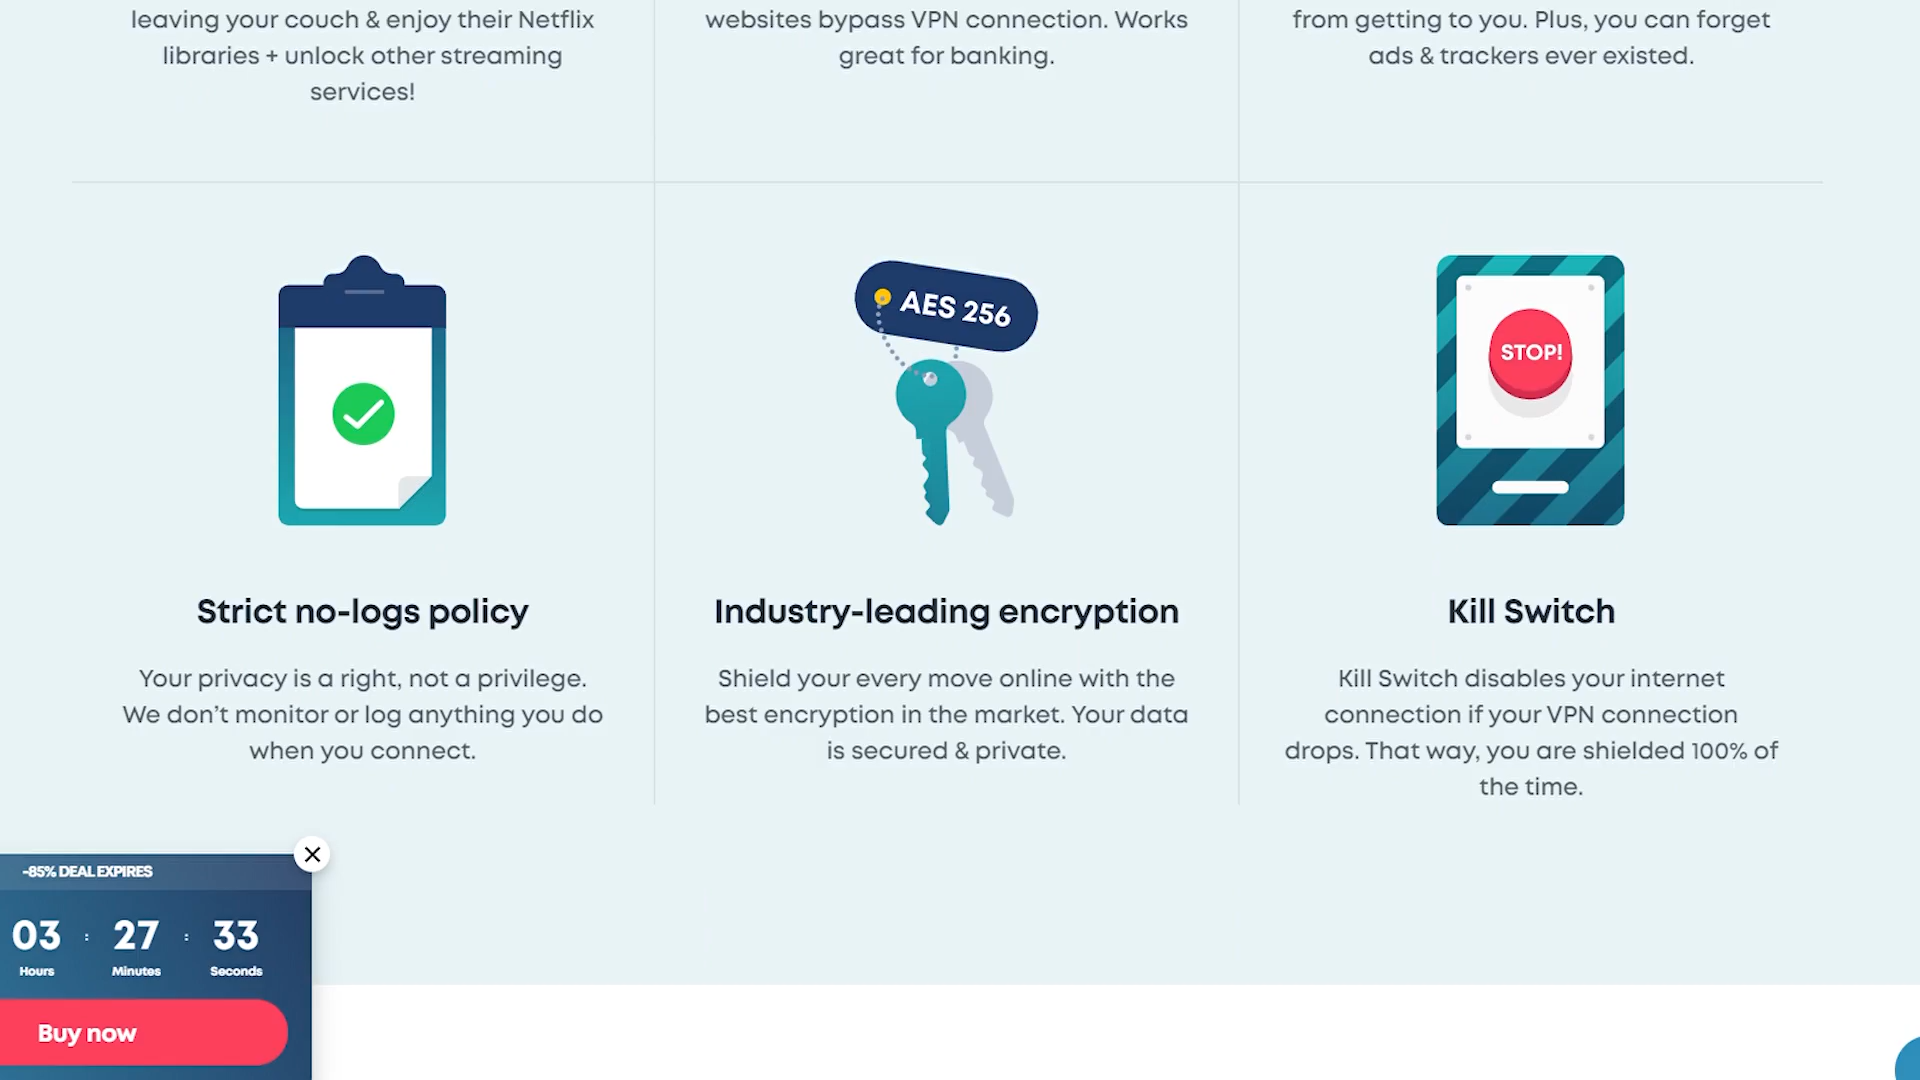 leaving your couch & enjoy their Netflix
libraries + unlock other streaming
services!
websites bypass VPN connection. Works
great for banking.
from getting to you. Plus, you can forget
ads & trackers ever existed.
AES 256
STOP!
Strict no-logs policy
Your privacy is a right, not a privilege.
We don’t monitor or log anything you do
when you connect.
Industry-leading encryption
Shield your every move online with the
best encryption in the market. Your data
is secured & private.
Kill Switch
Kill Switch disables your internet
connection if your VPN connection
drops. That way, you are shielded 100% of
the time.
-85% DEAL EXPIRES
03 : 27 : 33
Hours Minutes Seconds
Buy now